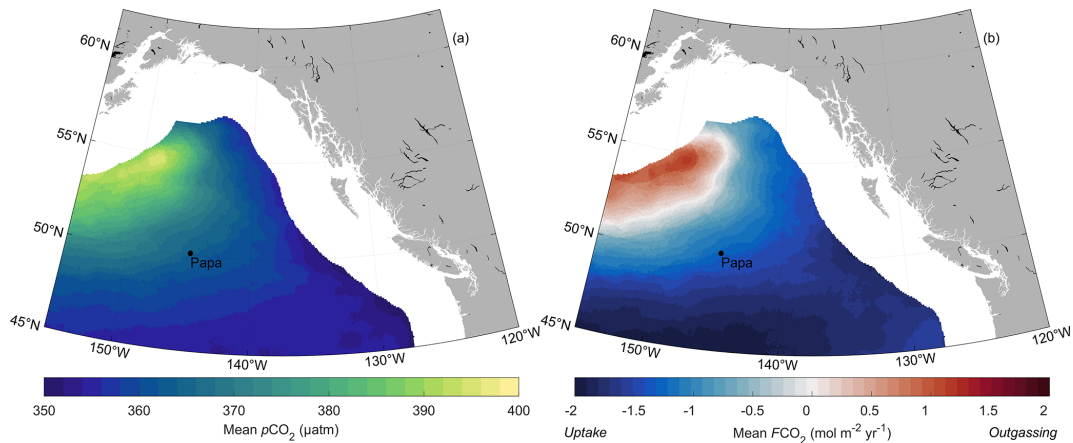 (a)
60°N
55°N
50°N
45°N
Papa
150°W
140°W
130°W
120°W
350 360 370 380 390 400
Mean pCO₂ (µatm)
(b)
60°N
55°N
50°N
45°N
Papa
150°W
140°W
130°W
120°W
-2 -1.5 -1 -0.5 0 0.5 1 1.5 2
Uptake Mean FCO₂ (mol m⁻² yr⁻¹) Outgassing